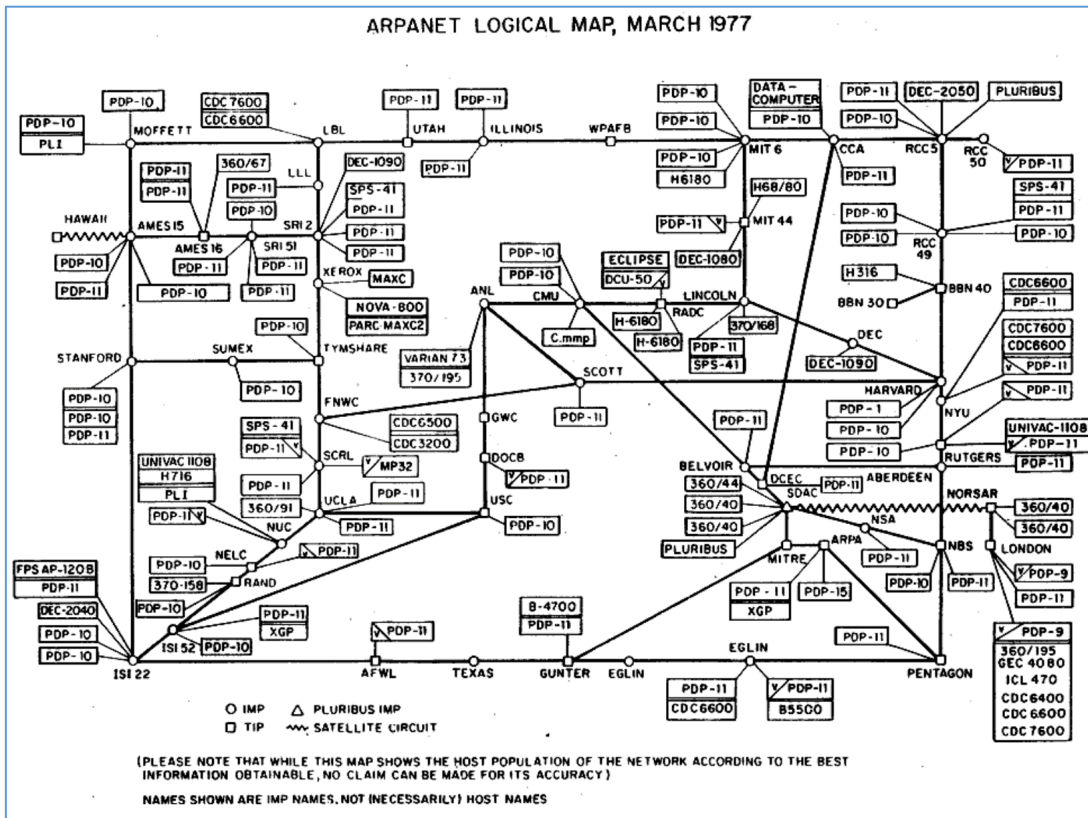 ARPANET LOGICAL MAP, MARCH 1977
PDP-10
CDC7600
CDC6600
PDP-11
PDP-11
PDP-10
PDP-10
DATA-
COMPUTER
PDP-10
PDP-11
DEC-2050
PLURIBUS
PDP-10
PDP-10
PLI
MOFFETT
LBL
UTAH
ILLINOIS
WPAFB
MIT 6
CCA
RCC5
RCC
50
PDP-11
PDP-10
H6180
PDP-11
PDP-11
PDP-11
PDP-11
360/67
LLL
PDP-11
PDP-10
DEC-1090
SPS-41
PDP-11
PDP-11
PDP-11
H68/80
PDP-11
MIT 44
DEC-1080
PDP-10
PDP-10
SPS-41
PDP-11
PDP-10
RCC
49
HAWAII
AMES15
AMES16
SRI 51
SRI 2
PDP-10
PDP-11
PDP-10
PDP-11
PDP-11
XEROX
MAXC
NOVA-800
PARC-MAXC2
PDP-10
PDP-10
ECLIPSE
DCU-50
H316
BBN 30
BBN 40
ANL
CMU
RADC
LINCOLN
C.mmp
H-6180
H-6180
370/168
PDP-11
SPS-41
DEC
DEC-1090
CDC6600
PDP-11
CDC7600
CDC6600
PDP-11
PDP-11
STANFORD
SUMEX
PDP-10
TYMSHARE
PDP-10
VARIAN 73
370/195
SCOTT
PDP-11
HARVARD
PDP-1
PDP-10
PDP-10
NYU
PDP-10
PDP-10
PDP-11
FNWC
CDC6500
CDC3200
SPS-41
PDP-11
GWC
UNIVAC-1108
PDP-11
RUTGERS
PDP-11
SCRL
MP32
PDP-11
DOCB
PDP-11
PDP-11
BELVOIR
ABERDEEN
UNIVAC 1108
H716
PLI
PDP-11
360/91
UCLA
PDP-11
PDP-11
USC
PDP-10
360/44
360/40
360/40
PLURIBUS
DCEC
PDP-11
SDAC
NORSAR
360/40
360/40
NUC
NSA
PDP-11
MITRE
ARPA
NBS
PDP-10
PDP-11
LONDON
PDP-9
PDP-11
NELC
PDP-10
PDP-11
370-158
RAND
PDP-10
FPS AP-120B
PDP-11
DEC-2040
PDP-10
PDP-10
PDP-11
XGP
PDP-15
PDP-11
XGP
ISI 52
PDP-10
PDP-11
B-4700
PDP-11
PDP-11
PDP-9
360/195
GEC 4080
ICL 470
CDC6400
CDC6600
CDC7600
ISI 22
AFWL
TEXAS
GUNTER
EGLIN
EGLIN
PENTAGON
PDP-11
CDC6600
PDP-11
B5500
IMP
PLURIBUS IMP
TIP
SATELLITE CIRCUIT
(PLEASE NOTE THAT WHILE THIS MAP SHOWS THE HOST POPULATION OF THE NETWORK ACCORDING TO THE BEST
INFORMATION OBTAINABLE, NO CLAIM CAN BE MADE FOR ITS ACCURACY)
NAMES SHOWN ARE IMP NAMES, NOT (NECESSARILY) HOST NAMES